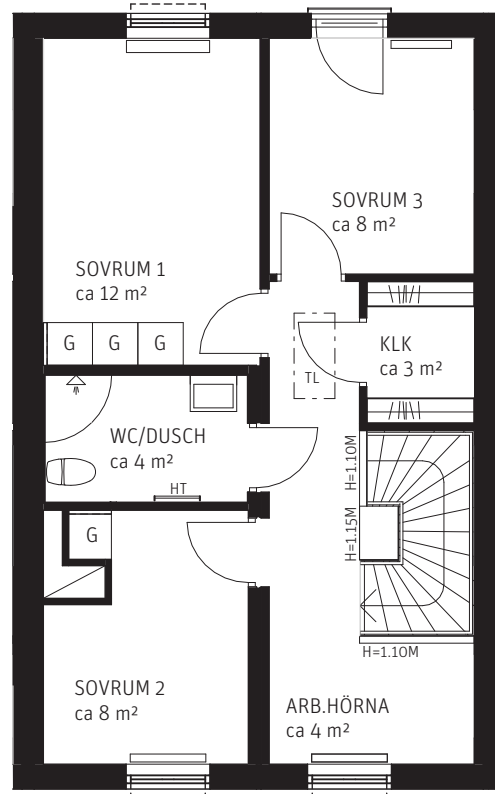 SOVRUM 3
ca 8 m²
SOVRUM 1
ca 12 m²
G G G
TL
KLK
ca 3 m²
WC/DUSCH
ca 4 m²
HT
H=1.10M
H=1.15M
G
H=1.10M
SOVRUM 2
ca 8 m²
ARB.HÖRNA
ca 4 m²